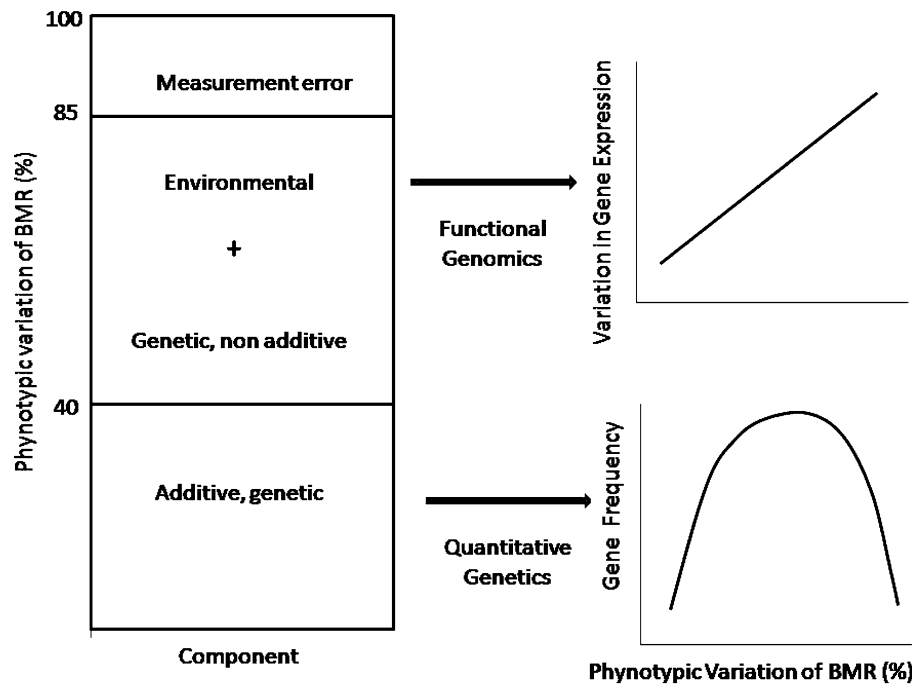 100
Measurement error
85
Environmental
+
Genetic, non additive
40
Additive, genetic
Phynotypic variation of BMR (%)
Component
Functional
Genomics
Quantitative
Genetics
Variation in Gene Expression
Gene Frequency
Phynotypic Variation of BMR (%)